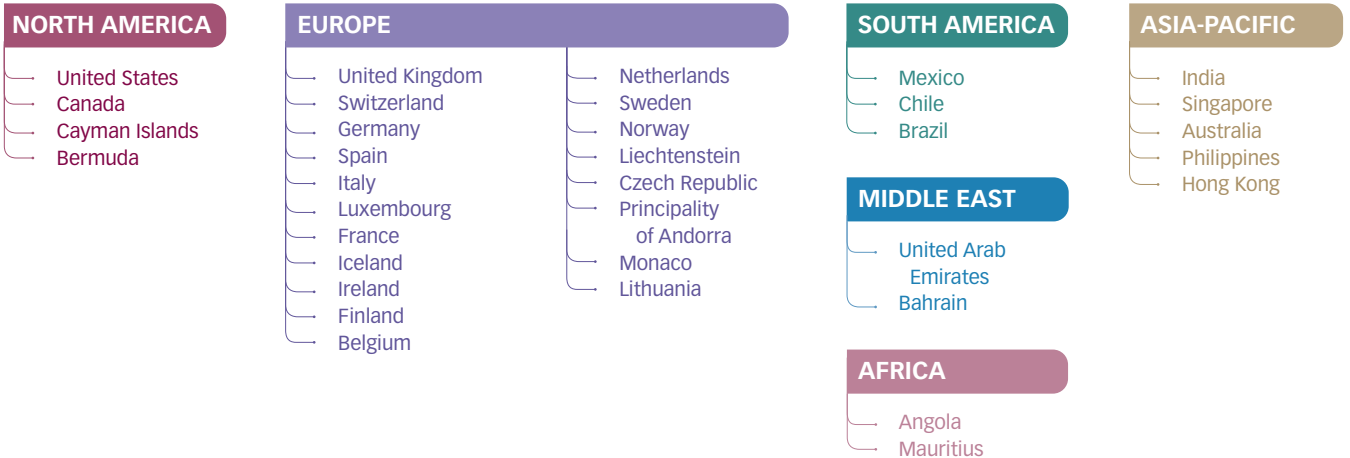 NORTH AMERICA
United States
Canada
Cayman Islands
Bermuda
EUROPE
United Kingdom
Switzerland
Germany
Spain
Italy
Luxembourg
France
Iceland
Ireland
Finland
Belgium
Netherlands
Sweden
Norway
Liechtenstein
Czech Republic
Principality
of Andorra
Monaco
Lithuania
SOUTH AMERICA
Mexico
Chile
Brazil
MIDDLE EAST
United Arab
Emirates
Bahrain
AFRICA
Angola
Mauritius
ASIA-PACIFIC
India
Singapore
Australia
Philippines
Hong Kong